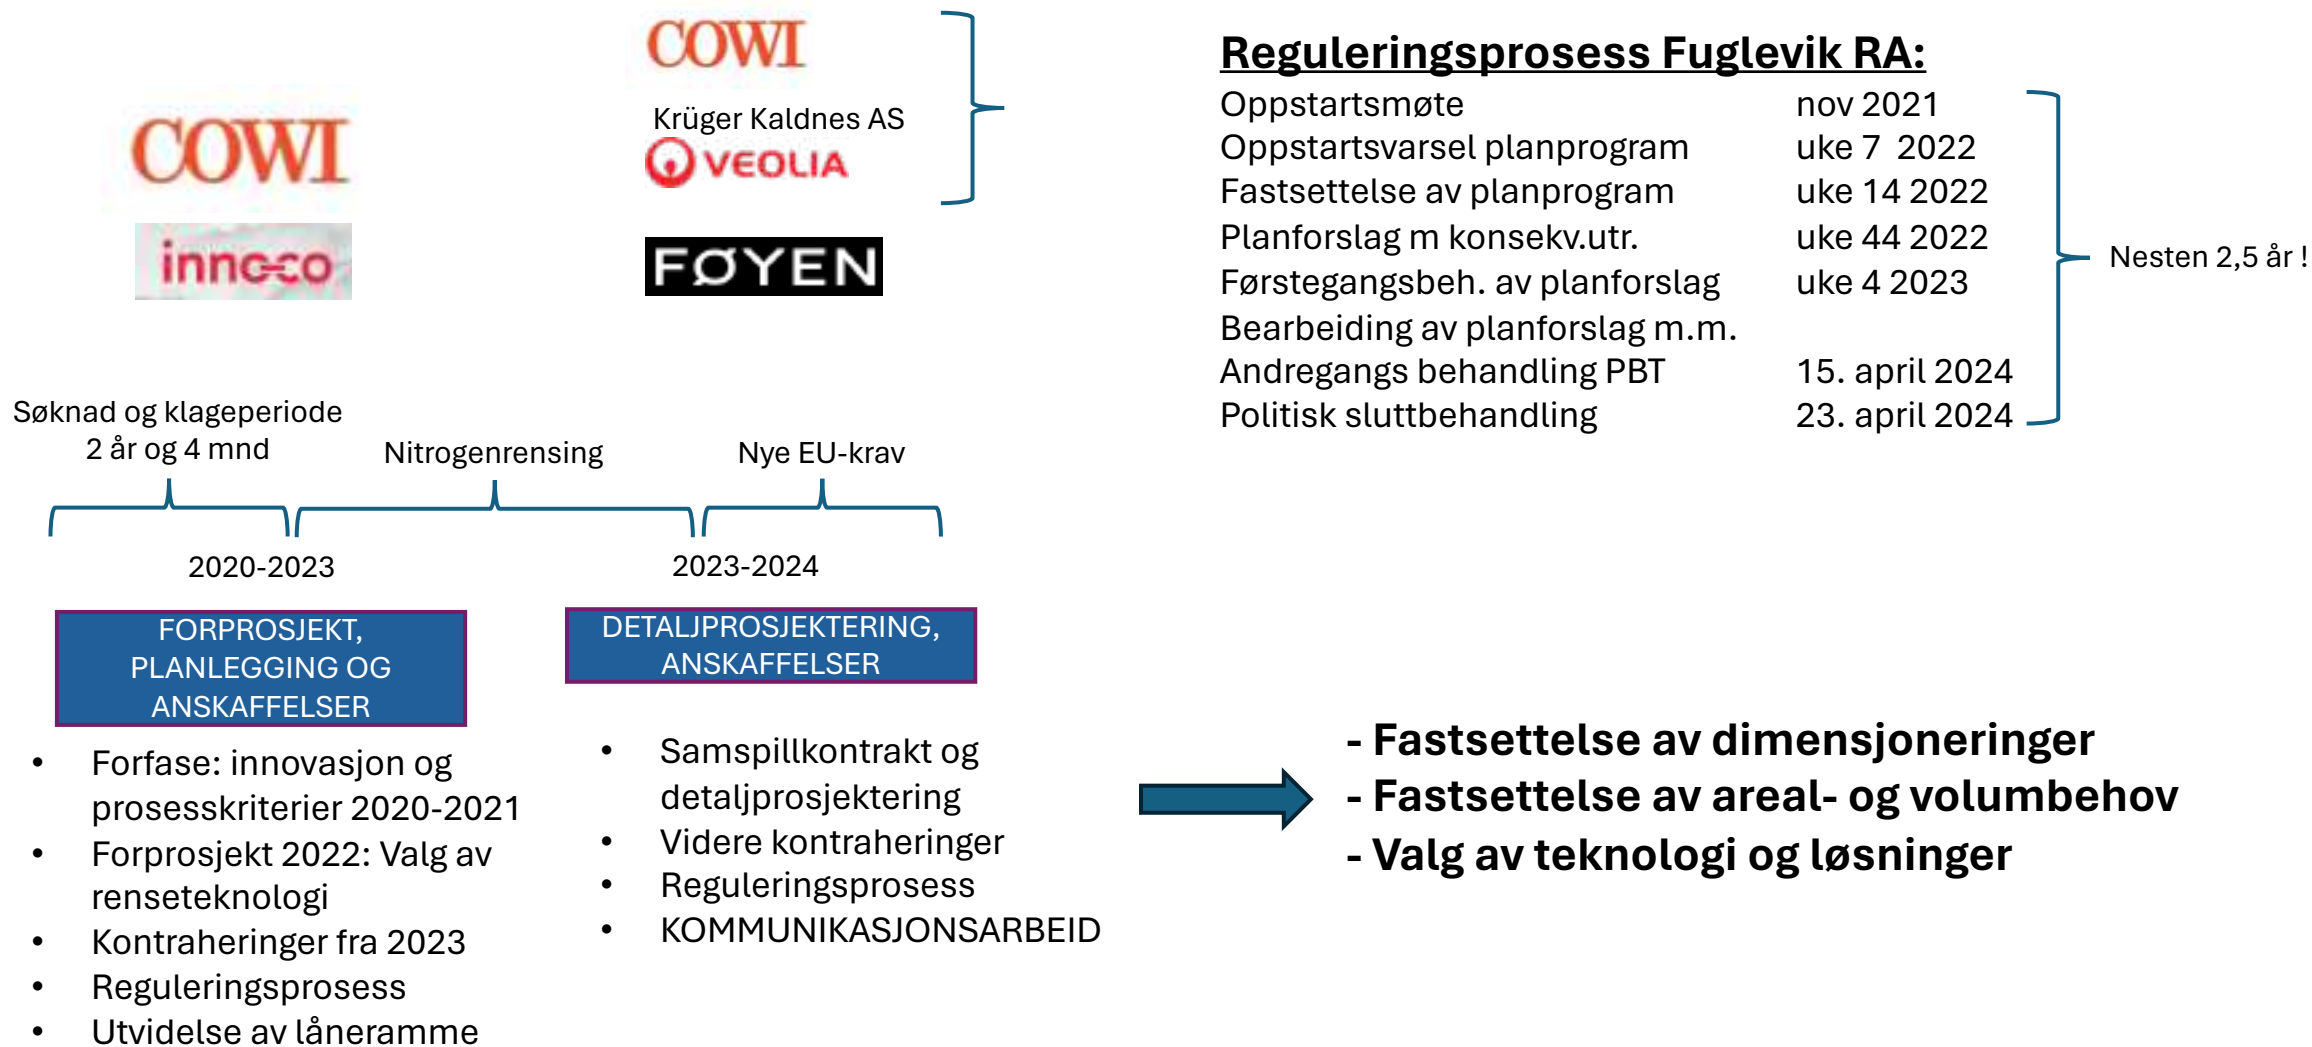 COWI
inno-co
COWI
Krüger Kaldnes AS
VEOLIA
FØYEN
Søknad og klageperiode
2 år og 4 mnd
Nitrogenrensing
Nye EU-krav
2020-2023
2023-2024
FORPROSJEKT,
PLANLEGGING OG
ANSKAFFELSER
• Forfase: innovasjon og
prosesskriterier 2020-2021
• Forprosjekt 2022: Valg av
renseteknologi
• Kontraheringer fra 2023
• Reguleringsprosess
• Utvidelse av låneramme
DETALJPROSJEKTERING,
ANSKAFFELSER
• Samspillkontrakt og
detaljprosjektering
• Videre kontraheringer
• Reguleringsprosess
• KOMMUNIKASJONSARBEID
Reguleringsprosess Fuglevik RA:
Oppstartsmøte nov 2021
Oppstartsvarsel planprogram uke 7 2022
Fastsettelse av planprogram uke 14 2022
Planforslag m konsekv.utr. uke 44 2022
Førstegangsbeh. av planforslag uke 4 2023
Bearbeiding av planforslag m.m.
Andregangs behandling PBT 15. april 2024
Politisk sluttbehandling 23. april 2024
Nesten 2,5 år !
- Fastsettelse av dimensjoneringer
- Fastsettelse av areal- og volumbehov
- Valg av teknologi og løsninger